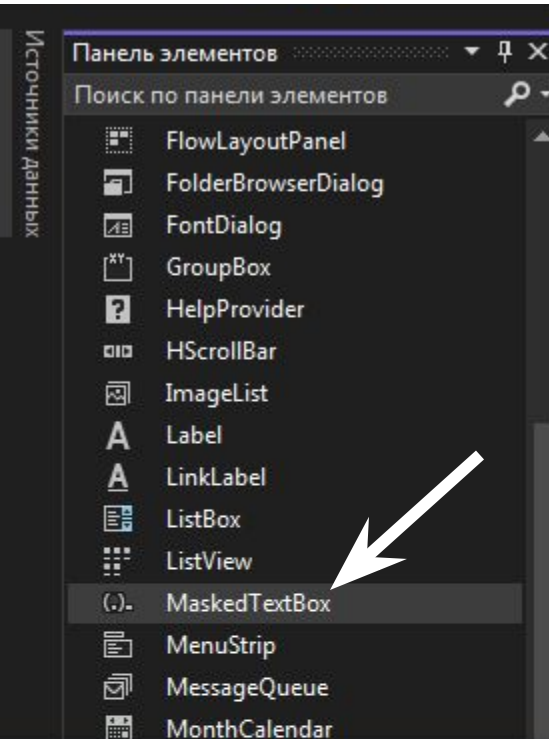 Источники данных
Панель элементов
Поиск по панели элементов
FlowLayoutPanel
FolderBrowserDialog
FontDialog
GroupBox
HelpProvider
HScrollBar
ImageList
Label
LinkLabel
ListBox
ListView
MaskedTextBox
MenuStrip
MessageQueue
MonthCalendar